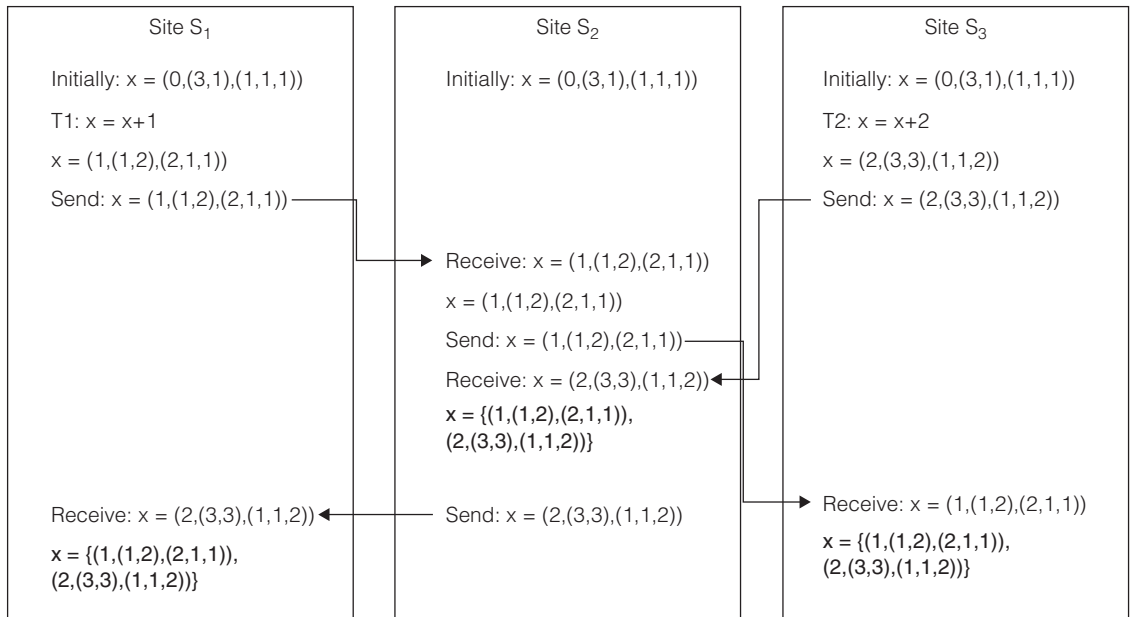 Site S₁
Initially: x = (0,(3,1),(1,1,1))
T1: x = x+1
x = (1,(1,2),(2,1,1))
Send: x = (1,(1,2),(2,1,1))
Receive: x = (2,(3,3),(1,1,2))
x = {(1,(1,2),(2,1,1)),
(2,(3,3),(1,1,2))}
Site S₂
Initially: x = (0,(3,1),(1,1,1))
Receive: x = (1,(1,2),(2,1,1))
x = (1,(1,2),(2,1,1))
Send: x = (1,(1,2),(2,1,1))
Receive: x = (2,(3,3),(1,1,2))
x = {(1,(1,2),(2,1,1)),
(2,(3,3),(1,1,2))}
Send: x = (2,(3,3),(1,1,2))
Site S₃
Initially: x = (0,(3,1),(1,1,1))
T2: x = x+2
x = (2,(3,3),(1,1,2))
Send: x = (2,(3,3),(1,1,2))
Receive: x = (1,(1,2),(2,1,1))
x = {(1,(1,2),(2,1,1)),
(2,(3,3),(1,1,2))}